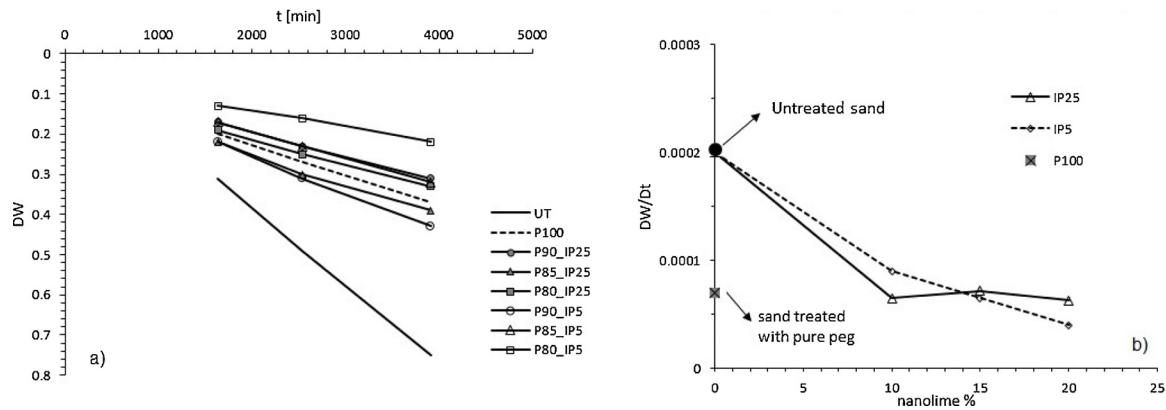 t [min]
0 1000 2000 3000 4000 5000
0
0.1
0.2
0.3
0.4
0.5
0.6
0.7
0.8
DW
UT
P100
P90_IP25
P85_IP25
P80_IP25
P90_IP5
P85_IP5
P80_IP5
a)
0.0003
0.0002
0.0001
0
DW/Dt
Untreated sand
IP25
IP5
P100
sand treated
with pure peg
b)
0 5 10 15 20 25
nanolime %